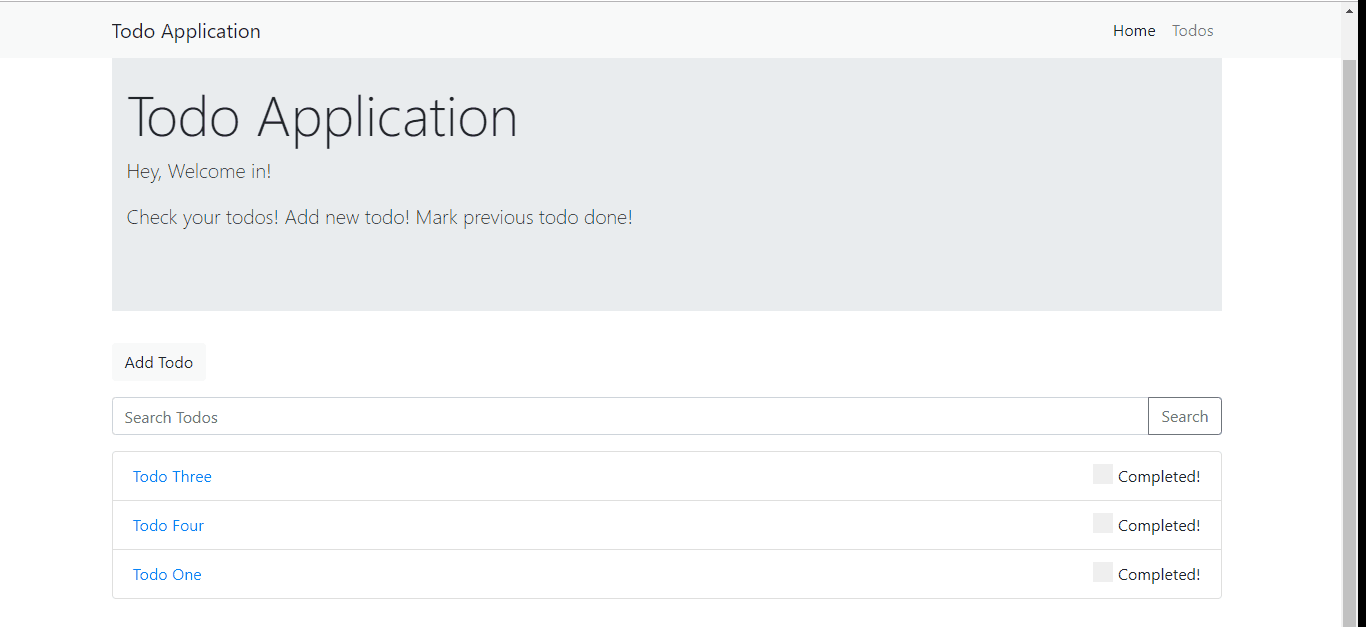 Todo Application
Home Todos
Todo Application
Hey, Welcome in!
Check your todos! Add new todo! Mark previous todo done!
Add Todo
Search Todos Search
Todo Three Completed!
Todo Four Completed!
Todo One Completed!